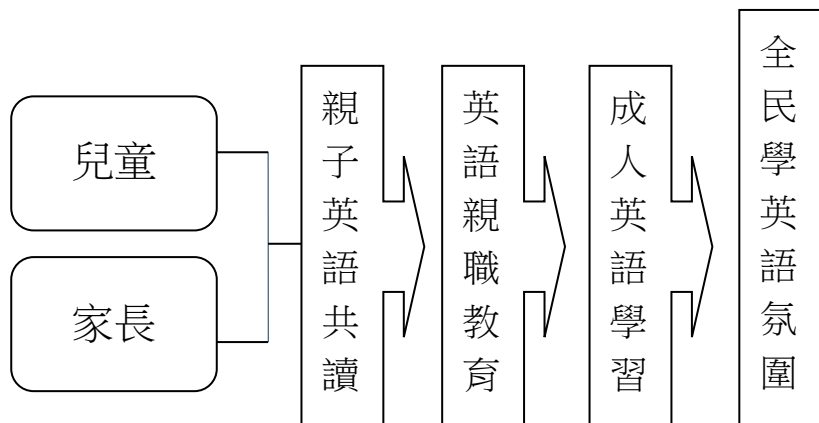 兒童
家長
親子英語共讀
英語親職教育
成人英語學習
全民學英語氛圍